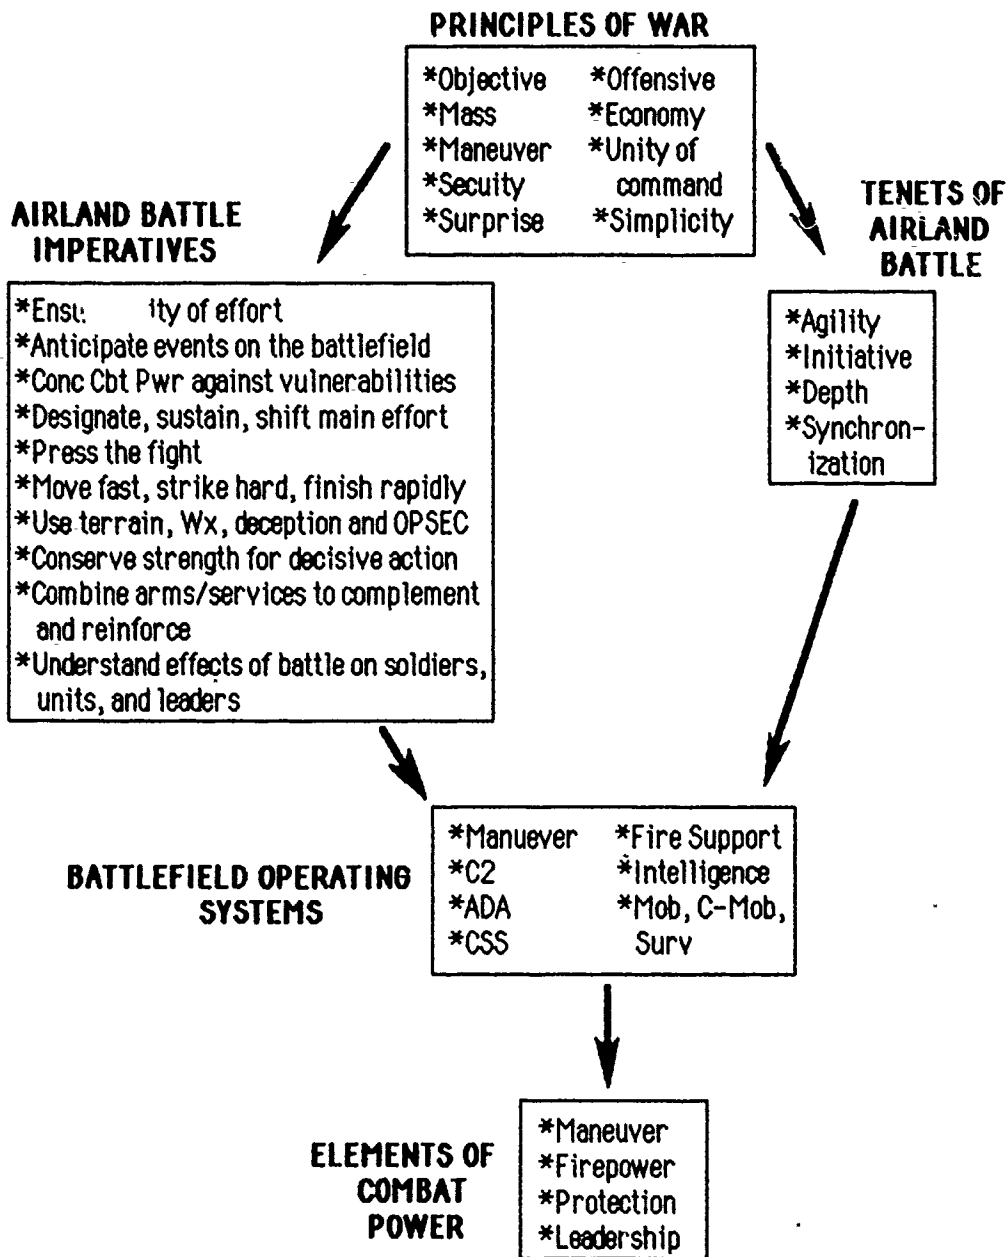 PRINCIPLES OF WAR
*Objective *Offensive
*Mass *Economy
*Maneuver *Unity of
*Secuity command
*Surprise *Simplicity
AIRLAND BATTLE
IMPERATIVES
*Ensu ity of effort
*Anticipate events on the battlefield
*Conc Cbt Pwr against vulnerabilities
*Designate, sustain, shift main effort
*Press the fight
*Move fast, strike hard, finish rapidly
*Use terrain, Wx, deception and OPSEC
*Conserve strength for decisive action
*Combine arms/services to complement
and reinforce
*Understand effects of battle on soldiers,
units, and leaders
TENETS OF
AIRLAND
BATTLE
*Agility
*Initiative
*Depth
*Synchron-
ization
BATTLEFIELD OPERATING
SYSTEMS
*Manuever *Fire Support
*C2 *Intelligence
*ADA *Mob, C-Mob,
*CSS Surv
ELEMENTS OF
COMBAT
POWER
*Maneuver
*Firepower
*Protection
*Leadership